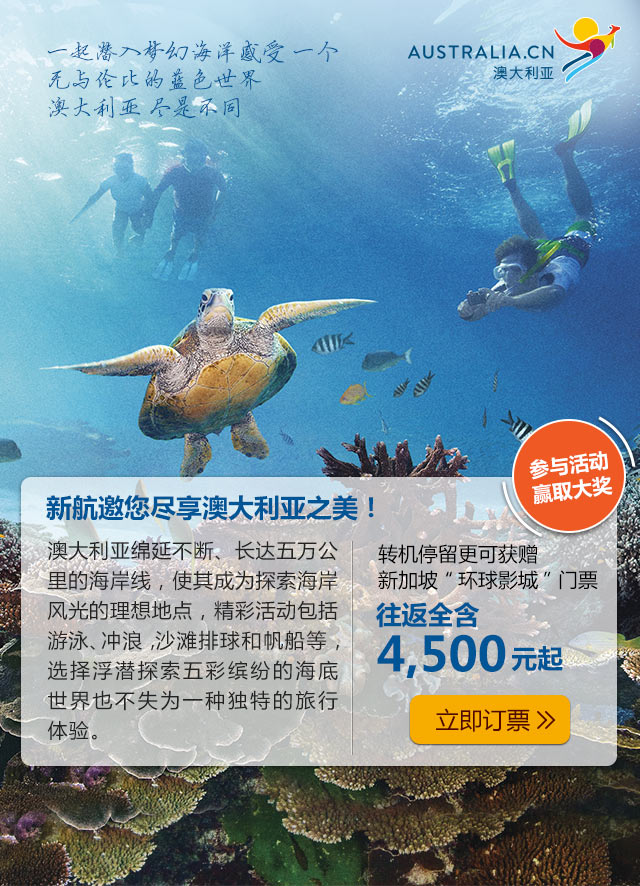 一起潜入梦幻海洋感受一个
无与伦比的蓝色世界
澳大利亚 尽是不同
AUSTRALIA.CN
澳大利亚
参与活动
赢取大奖
新航邀您尽享澳大利亚之美！
澳大利亚绵延不断、长达五万公
里的海岸线，使其成为探索海岸
风光的理想地点，精彩活动包括
游泳、冲浪，沙滩排球和帆船等，
选择浮潜探索五彩缤纷的海底
世界也不失为一种独特的旅行
体验。
转机停留更可获赠
新加坡“环球影城”门票
往返全含
4,500元起
立即订票 »